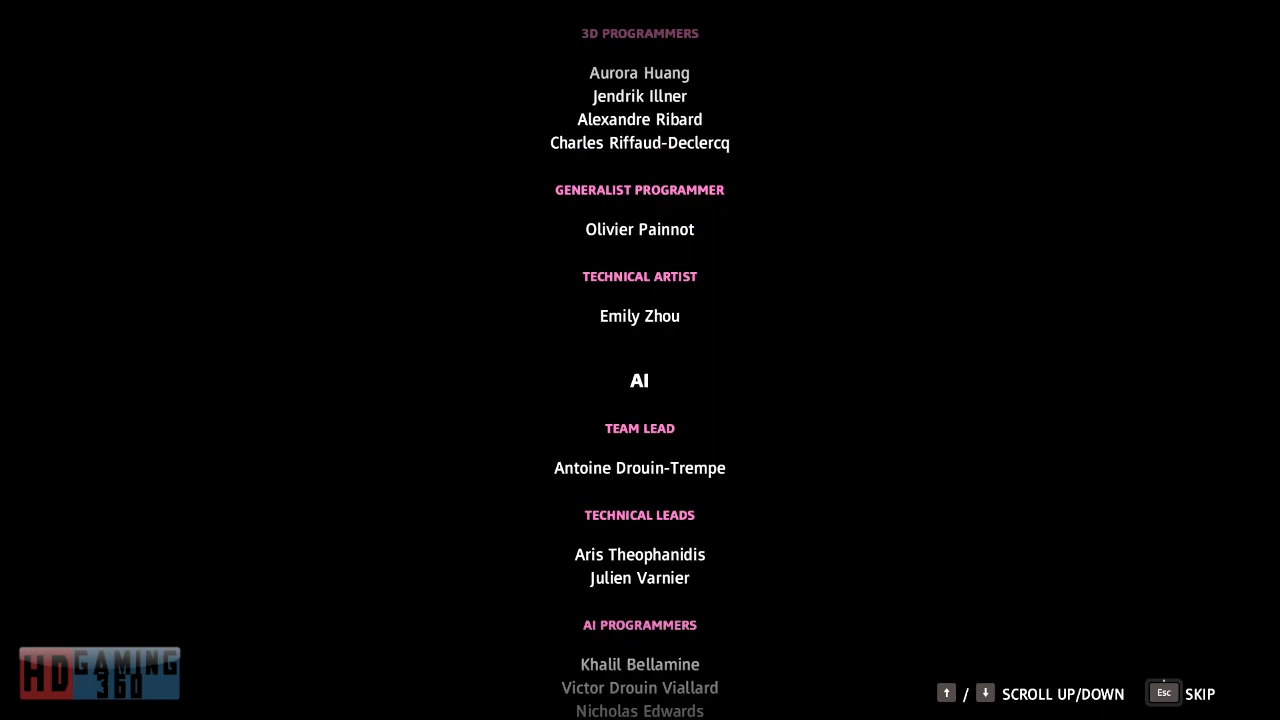 3D PROGRAMMERS
Aurora Huang
Jendrik Illner
Alexandre Ribard
Charles Riffaud-Declercq
GENERALIST PROGRAMMER
Olivier Painnot
TECHNICAL ARTIST
Emily Zhou
AI
TEAM LEAD
Antoine Drouin-Trempe
TECHNICAL LEADS
Aris Theophanidis
Julien Varnier
AI PROGRAMMERS
Khalil Bellamine
Victor Drouin Viallard
Nicholas Edwards
HD GAMING
360
/ SCROLL UP/DOWN Esc SKIP